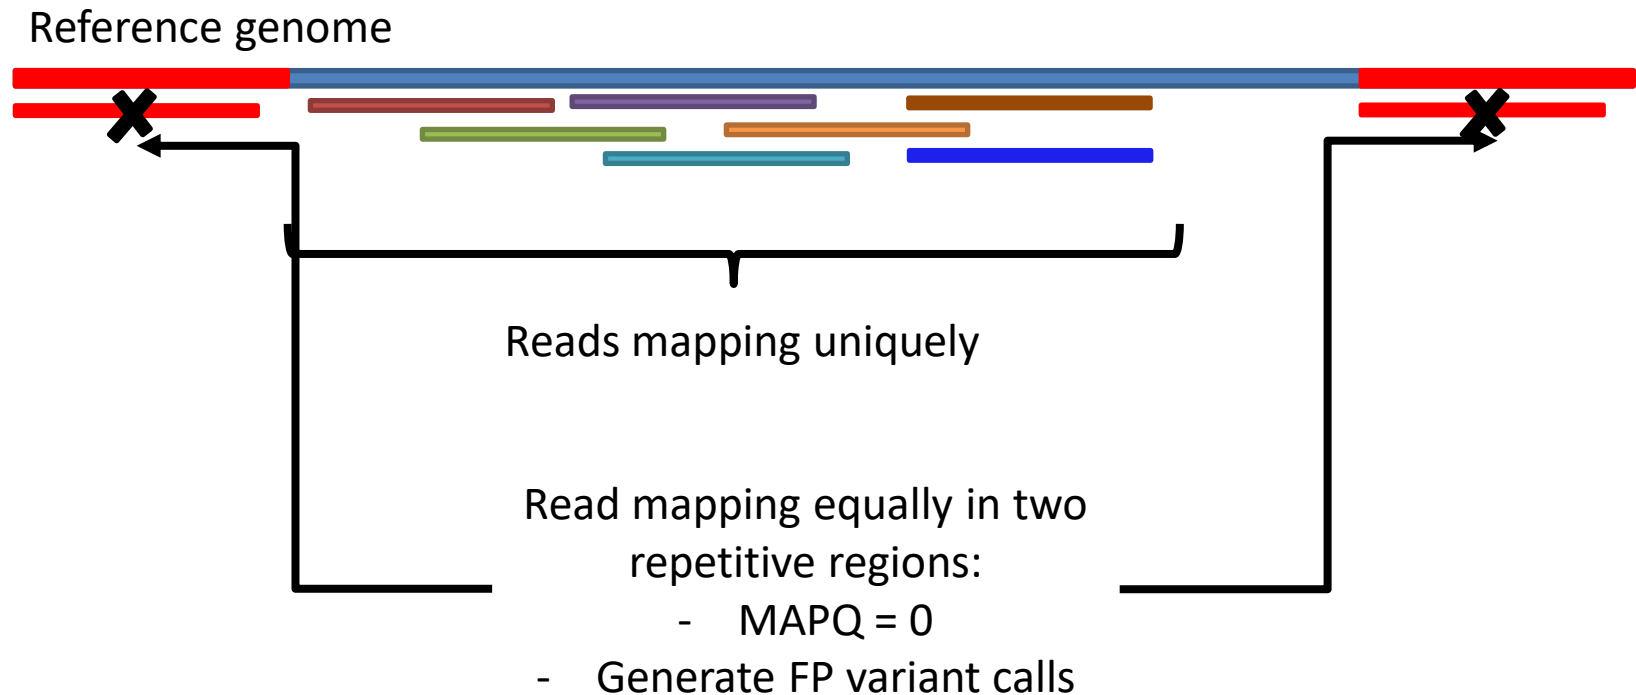 Reference genome
Reads mapping uniquely
Read mapping equally in two
repetitive regions:
- MAPQ = 0
- Generate FP variant calls